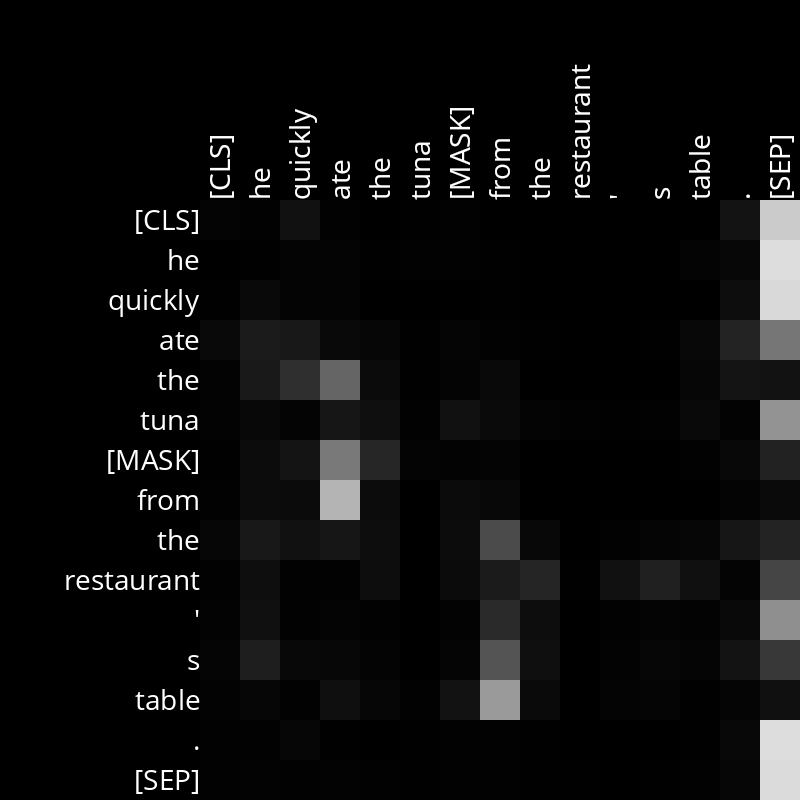 [CLS] he quickly ate the tuna [MASK] from the restaurant ' s table . [SEP]
[CLS]
he
quickly
ate
the
tuna
[MASK]
from
the
restaurant
'
s
table
.
[SEP]